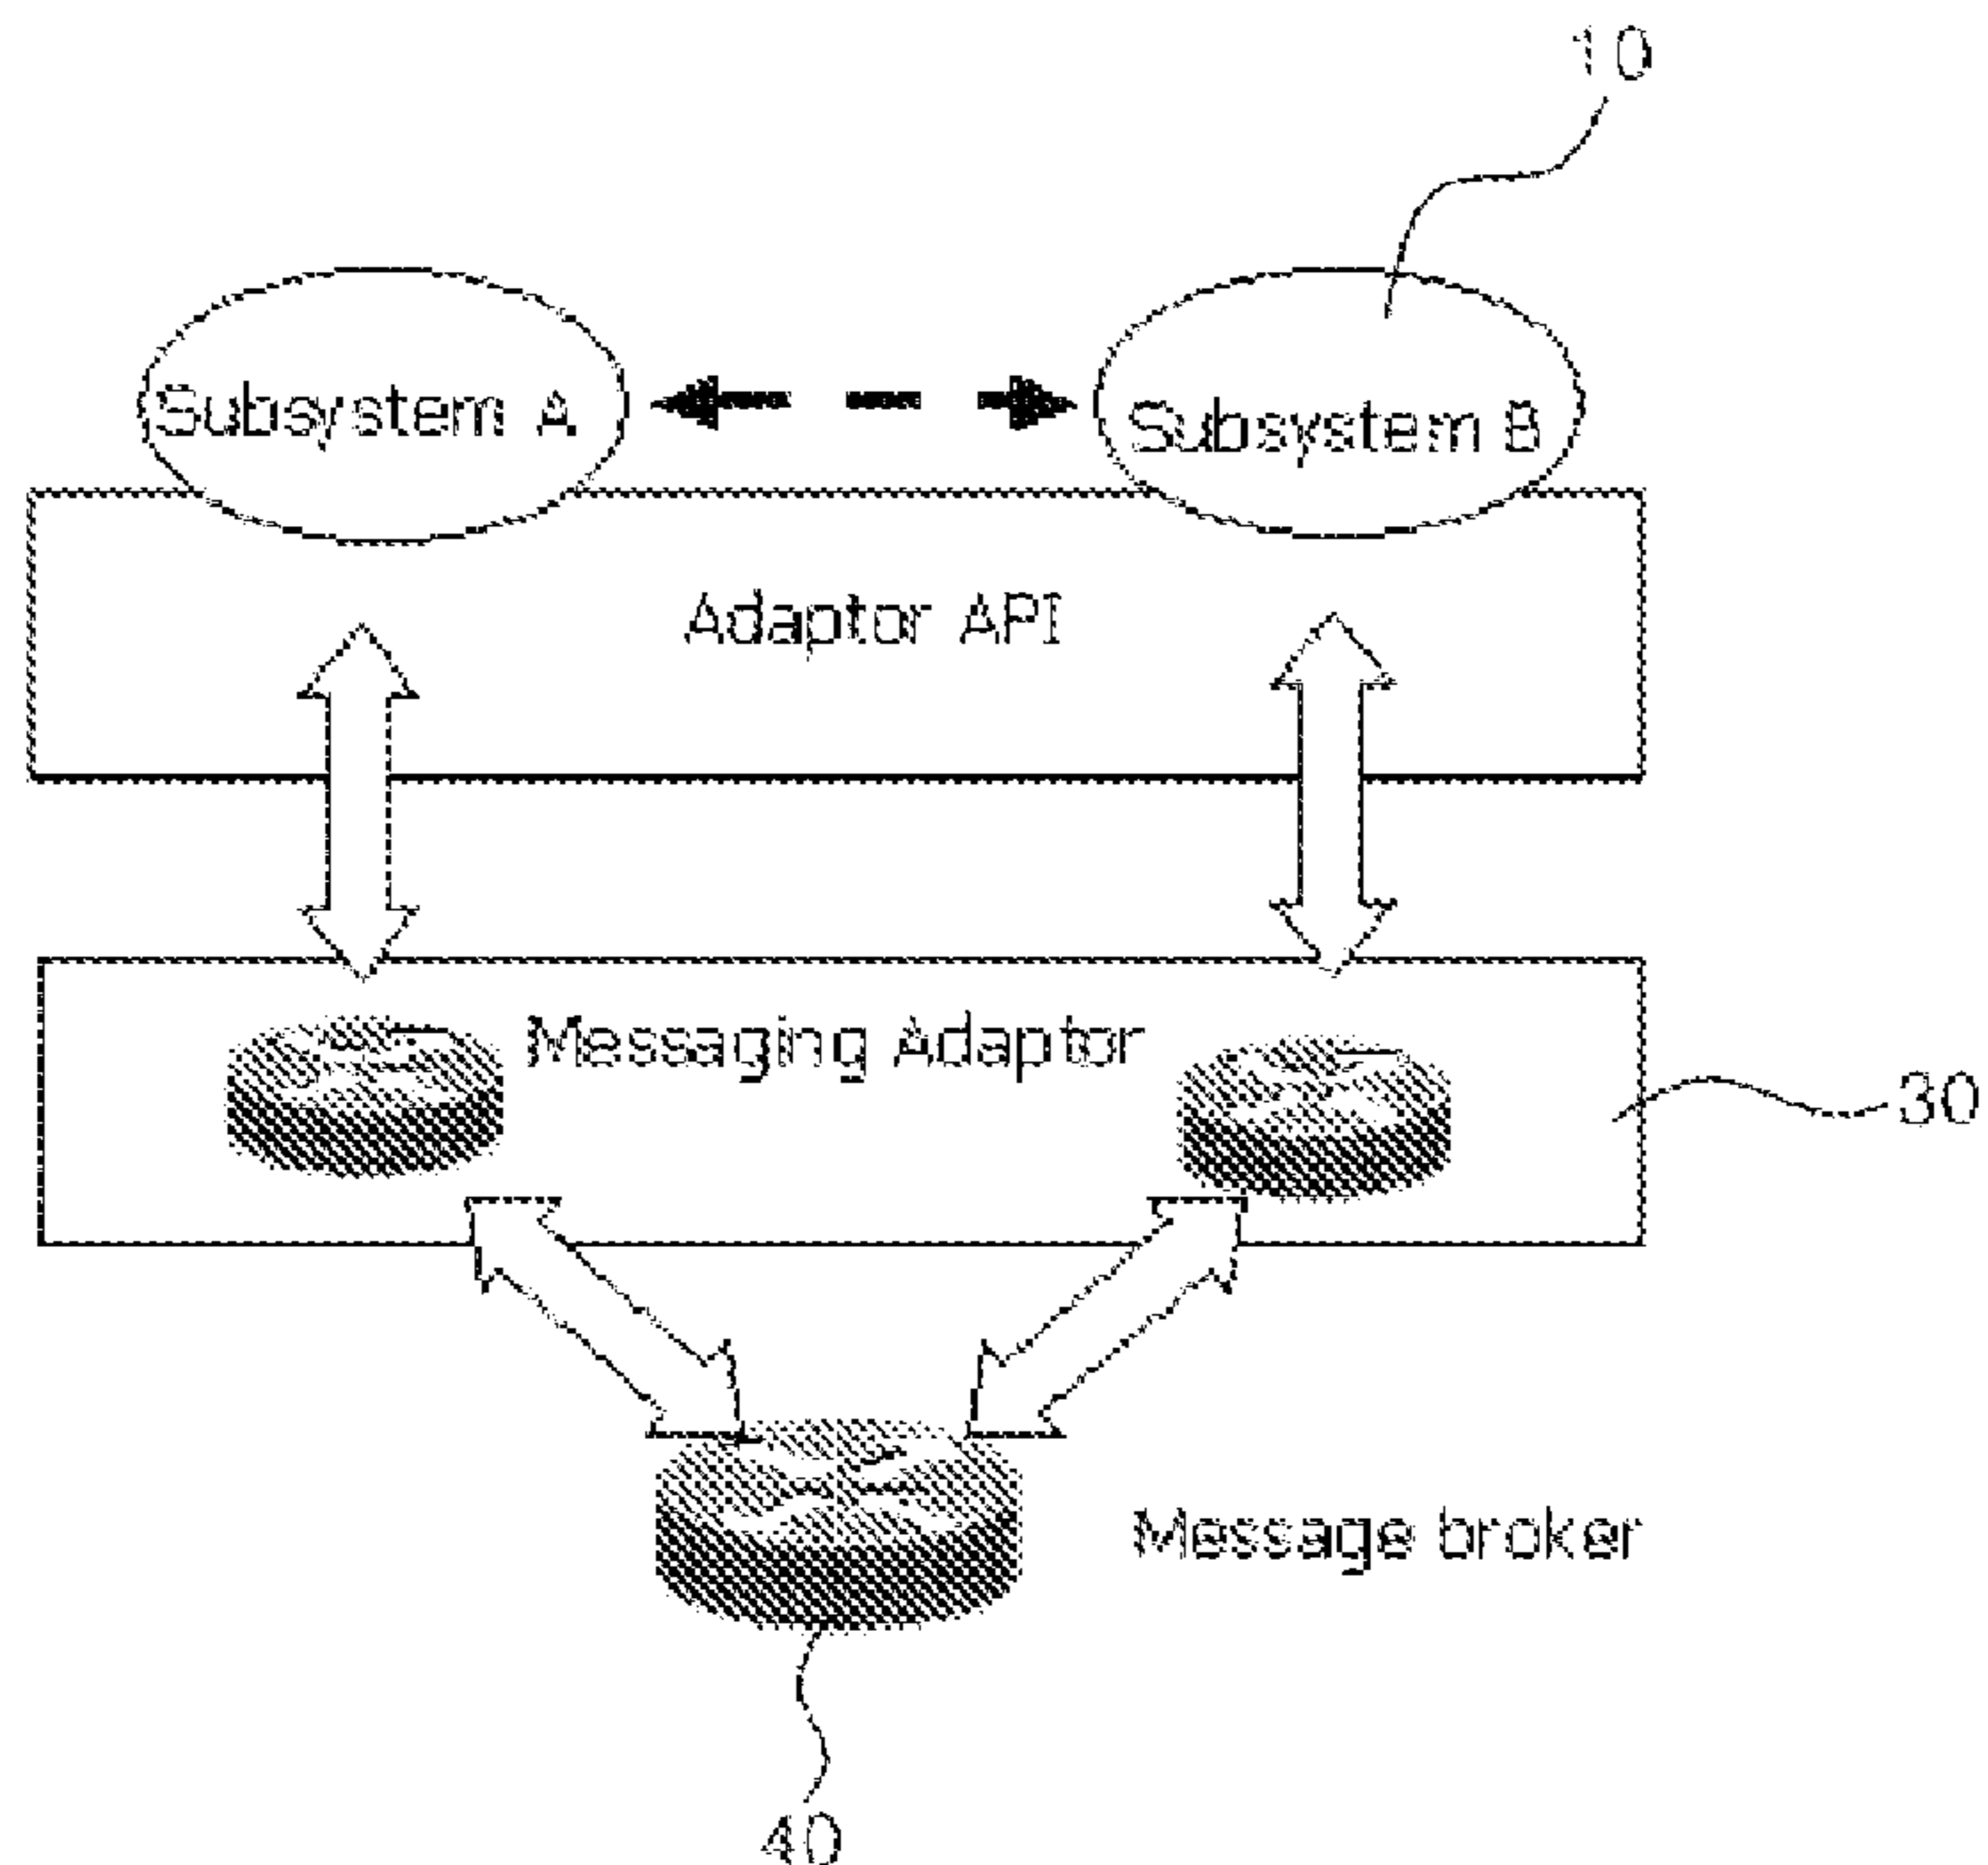 10
Subsystem A
Subsystem B
Adaptor API
Messaging Adaptor
30
Message broker
40